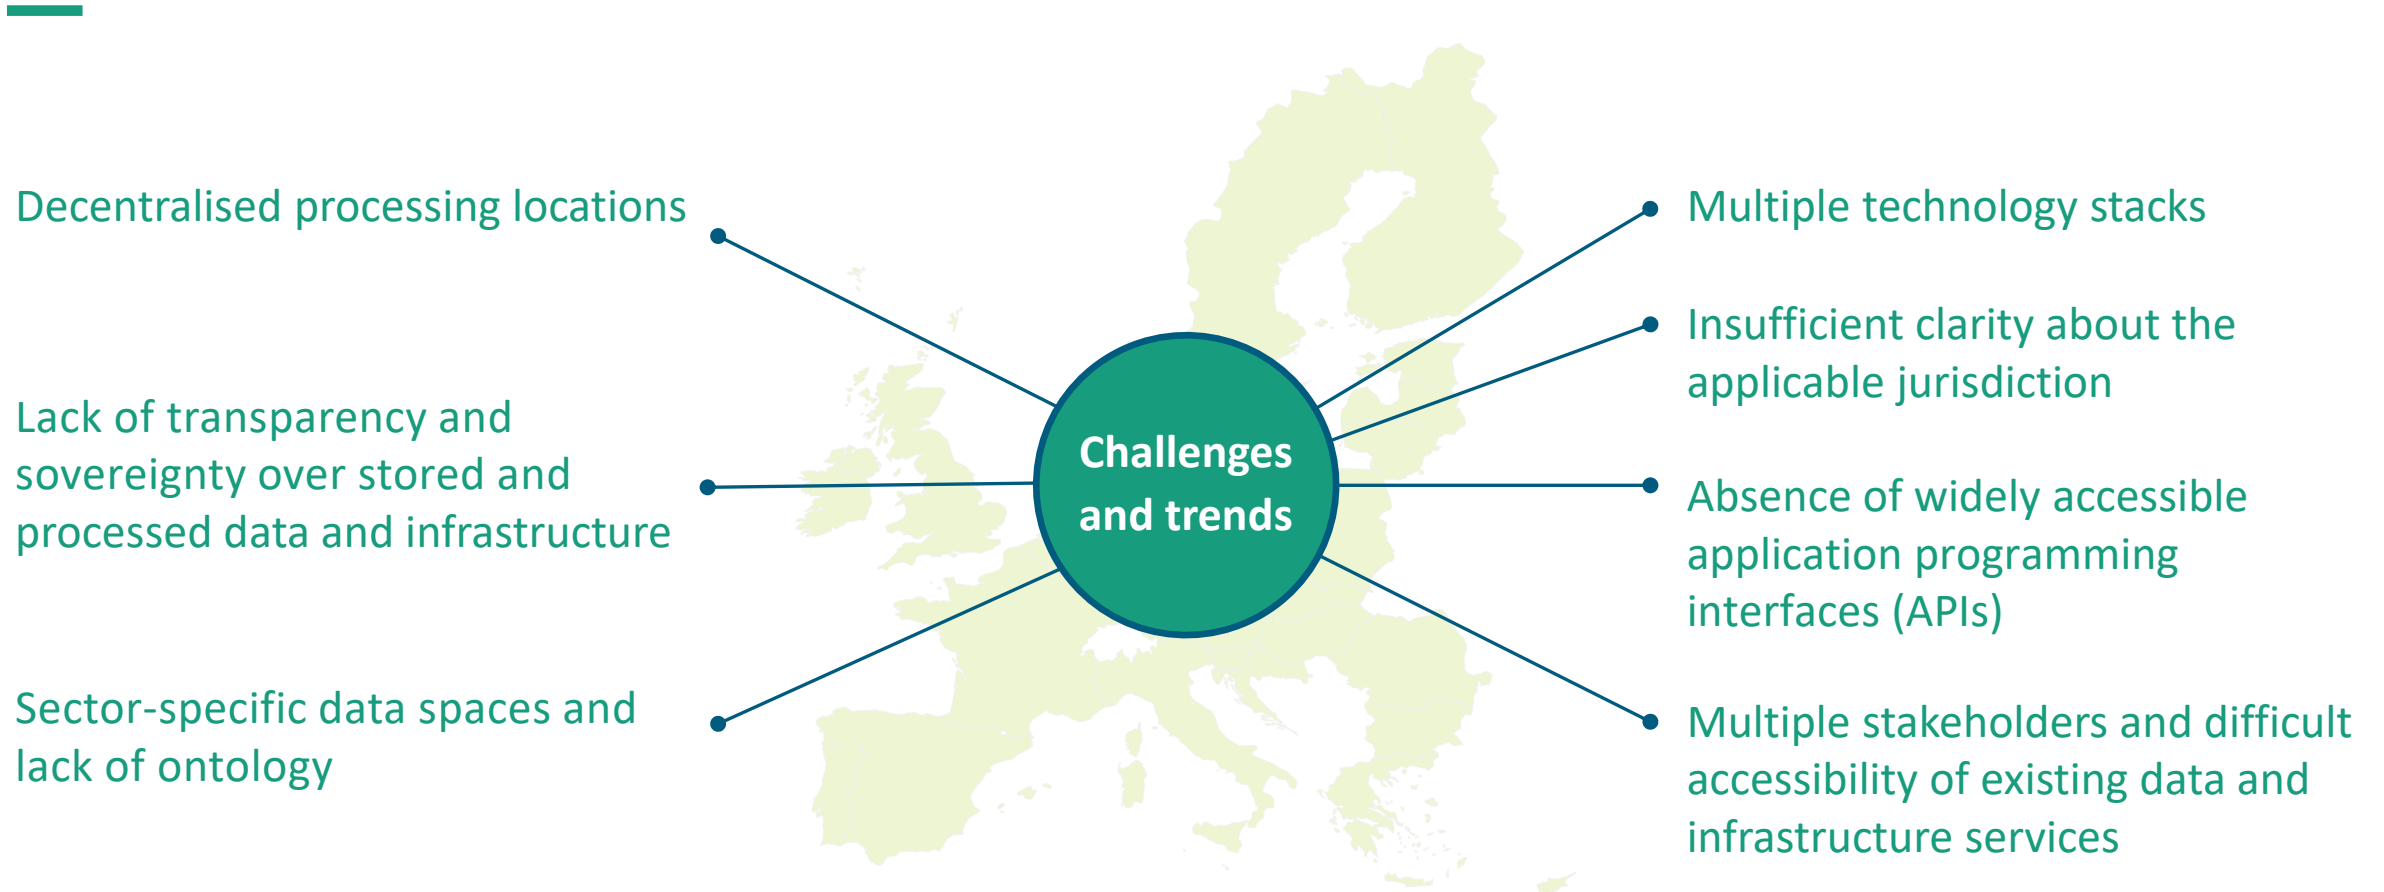 Decentralised processing locations
Lack of transparency and
sovereignty over stored and
processed data and infrastructure
Sector-specific data spaces and
lack of ontology
Challenges
and trends
Multiple technology stacks
Insufficient clarity about the
applicable jurisdiction
Absence of widely accessible
application programming
interfaces (APIs)
Multiple stakeholders and difficult
accessibility of existing data and
infrastructure services